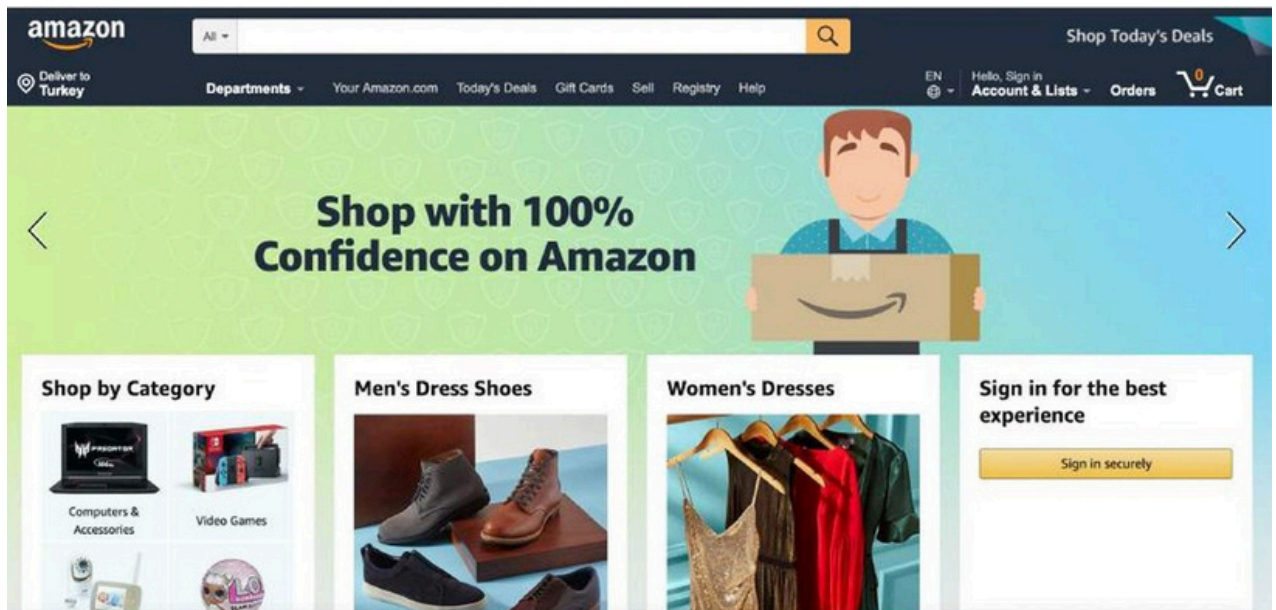 amazon
All
Shop Today's Deals
Deliver to
Turkey
Departments
Your Amazon.com Today's Deals Gift Cards Sell Registry Help
EN
Hello, Sign in
Account & Lists
Orders
0
Cart
Shop with 100%
Confidence on Amazon
Shop by Category
Men's Dress Shoes
Women's Dresses
Sign in for the best
experience
Sign in securely
PREDATOR
Computers &
Accessories
Video Games
L.O.L